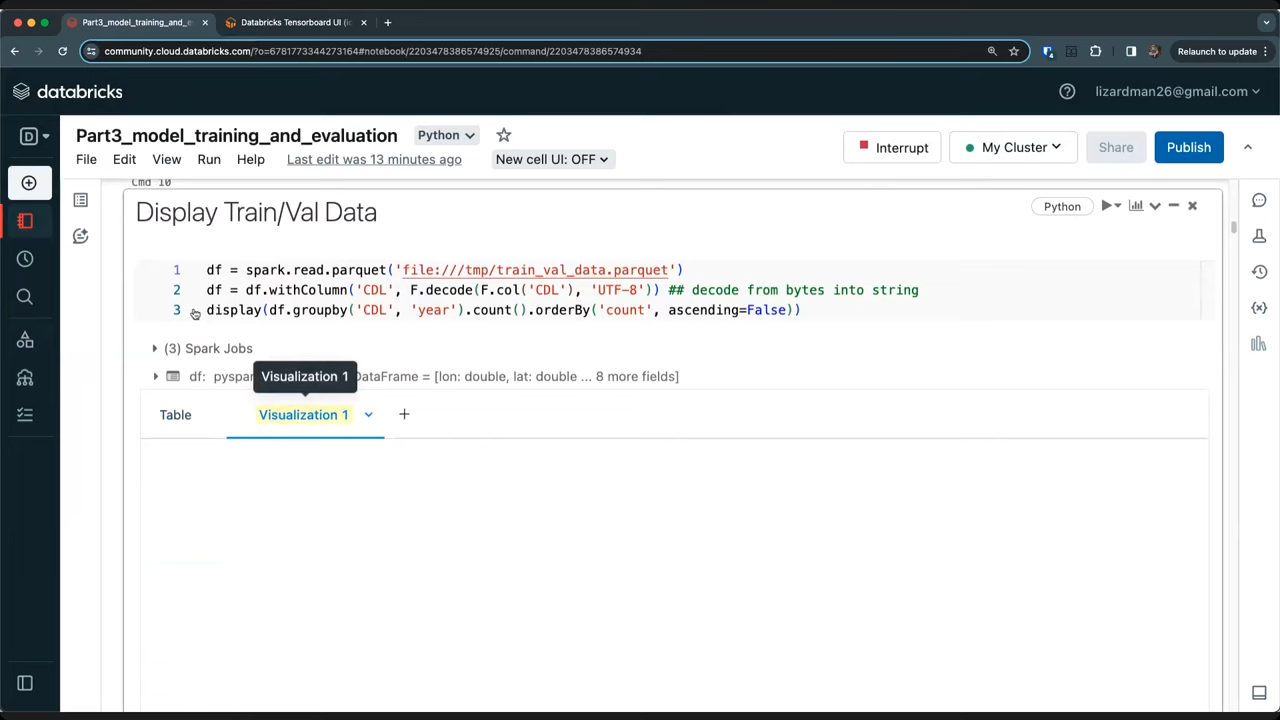 Part3_model_training_and_e
Databricks Tensorboard UI (i
community.cloud.databricks.com/?o=6781773344273164#notebook/2203478386574925/command/2203478386574934
Relaunch to update
databricks
lizardman26@gmail.com
D
Part3_model_training_and_evaluation
Python
File
Edit
View
Run
Help
Last edit was 13 minutes ago
New cell UI: OFF
Interrupt
My Cluster
Share
Publish
Cmd 10
Display Train/Val Data
Python
1 df = spark.read.parquet('file:///tmp/train_val_data.parquet')
2 df = df.withColumn('CDL', F.decode(F.col('CDL'), 'UTF-8')) ## decode from bytes into string
3 display(df.groupby('CDL', 'year').count().orderBy('count', ascending=False))
(3) Spark Jobs
Visualization 1
df: pyspar DataFrame = [lon: double, lat: double ... 8 more fields]
Table
Visualization 1
+